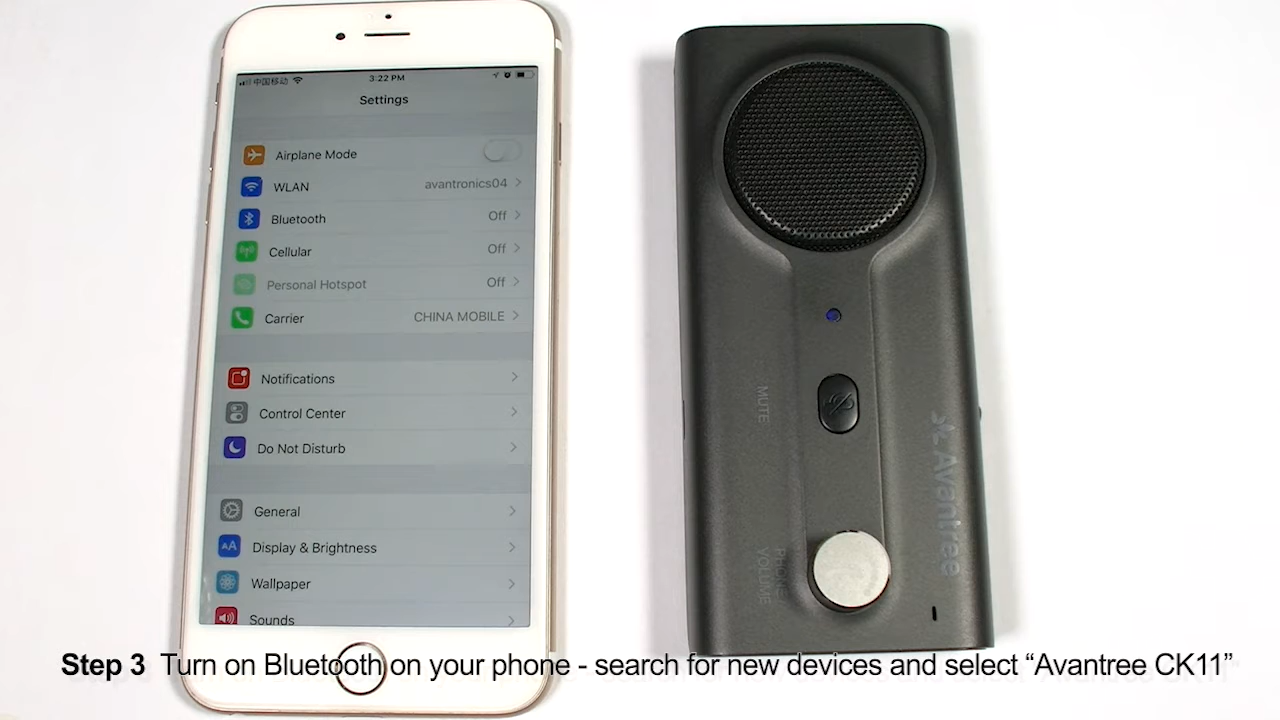 中国移动
3:22 PM
Settings
Airplane Mode
WLAN avantronics04
Bluetooth Off
Cellular Off
Personal Hotspot Off
Carrier CHINA MOBILE
Notifications
Control Center
Do Not Disturb
General
AA Display & Brightness
Wallpaper
Sounds
MUTE
Avantree
PHONE
VOLUME
Step 3 Turn on Bluetooth on your phone - search for new devices and select “Avantree CK11”